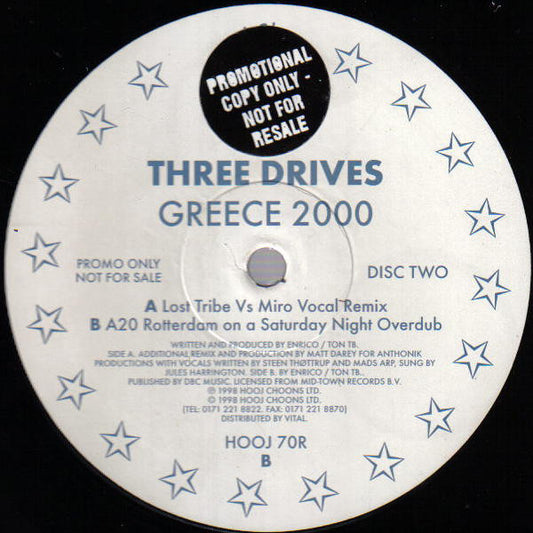 PROMOTIONAL
COPY ONLY -
NOT FOR
RESALE
THREE DRIVES
GREECE 2000
PROMO ONLY
NOT FOR SALE
DISC TWO
A Lost Tribe Vs Miro Vocal Remix
B A20 Rotterdam on a Saturday Night Overdub
WRITTEN AND PRODUCED BY ENRICO / TON TB.
SIDE A. ADDITIONAL REMIX AND PRODUCTION BY MATT DAREY FOR ANTHONIK
PRODUCTIONS WITH VOCALS WRITTEN BY STEEN THØTTRUP AND MADS ARP, SUNG BY
JULES HARRINGTON. SIDE B. BY ENRICO / TON TB..
PUBLISHED BY DBC MUSIC. LICENSED FROM MID-TOWN RECORDS B.V.
℗ 1998 HOOJ CHOONS LTD.
© 1998 HOOJ CHOONS LTD.
[TEL: 0171 221 8822. FAX: 0171 221 8870]
DISTRIBUTED BY VITAL.
HOOJ 70R
B